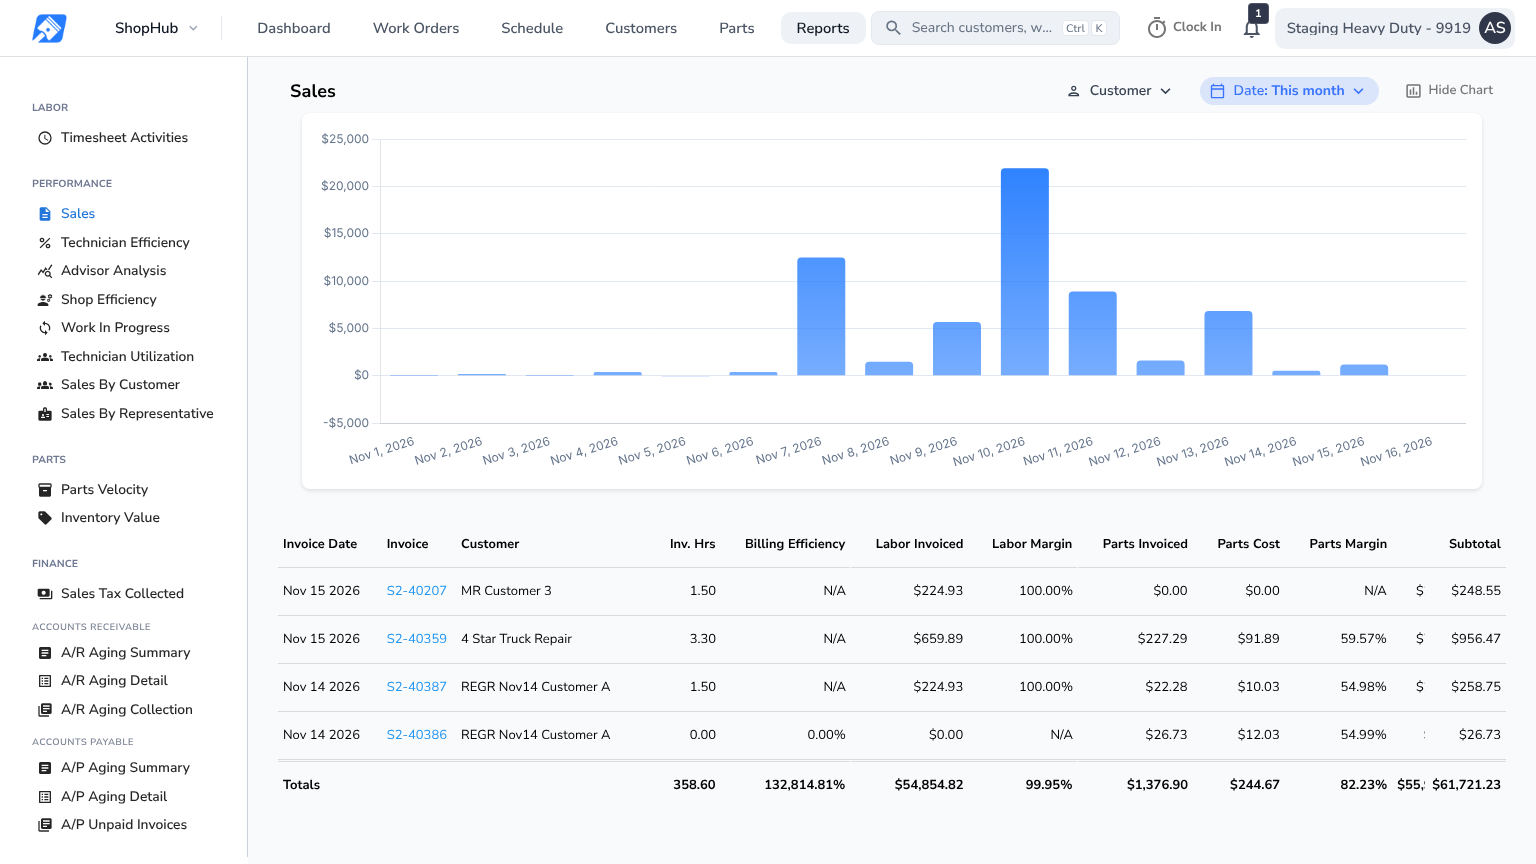 ShopHub
Dashboard
Work Orders
Schedule
Customers
Parts
Reports
Search customers, w...
Ctrl K
Clock In
1
Staging Heavy Duty - 9919
AS
LABOR
Timesheet Activities
PERFORMANCE
Sales
Technician Efficiency
Advisor Analysis
Shop Efficiency
Work In Progress
Technician Utilization
Sales By Customer
Sales By Representative
PARTS
Parts Velocity
Inventory Value
FINANCE
Sales Tax Collected
ACCOUNTS RECEIVABLE
A/R Aging Summary
A/R Aging Detail
A/R Aging Collection
ACCOUNTS PAYABLE
A/P Aging Summary
A/P Aging Detail
A/P Unpaid Invoices
Sales
Customer
Date: This month
Hide Chart
$25,000
$20,000
$15,000
$10,000
$5,000
$0
-$5,000
Nov 1, 2026
Nov 2, 2026
Nov 3, 2026
Nov 4, 2026
Nov 5, 2026
Nov 6, 2026
Nov 7, 2026
Nov 8, 2026
Nov 9, 2026
Nov 10, 2026
Nov 11, 2026
Nov 12, 2026
Nov 13, 2026
Nov 14, 2026
Nov 15, 2026
Nov 16, 2026
Invoice Date Invoice Customer Inv. Hrs Billing Efficiency Labor Invoiced Labor Margin Parts Invoiced Parts Cost Parts Margin Subtotal
Nov 15 2026 S2-40207 MR Customer 3 1.50 N/A $224.93 100.00% $0.00 $0.00 N/A $ $248.55
Nov 15 2026 S2-40359 4 Star Truck Repair 3.30 N/A $659.89 100.00% $227.29 $91.89 59.57% $ $956.47
Nov 14 2026 S2-40387 REGR Nov14 Customer A 1.50 N/A $224.93 100.00% $22.28 $10.03 54.98% $ $258.75
Nov 14 2026 S2-40386 REGR Nov14 Customer A 0.00 0.00% $0.00 N/A $26.73 $12.03 54.99% $26.73
Totals 358.60 132,814.81% $54,854.82 99.95% $1,376.90 $244.67 82.23% $55, $61,721.23